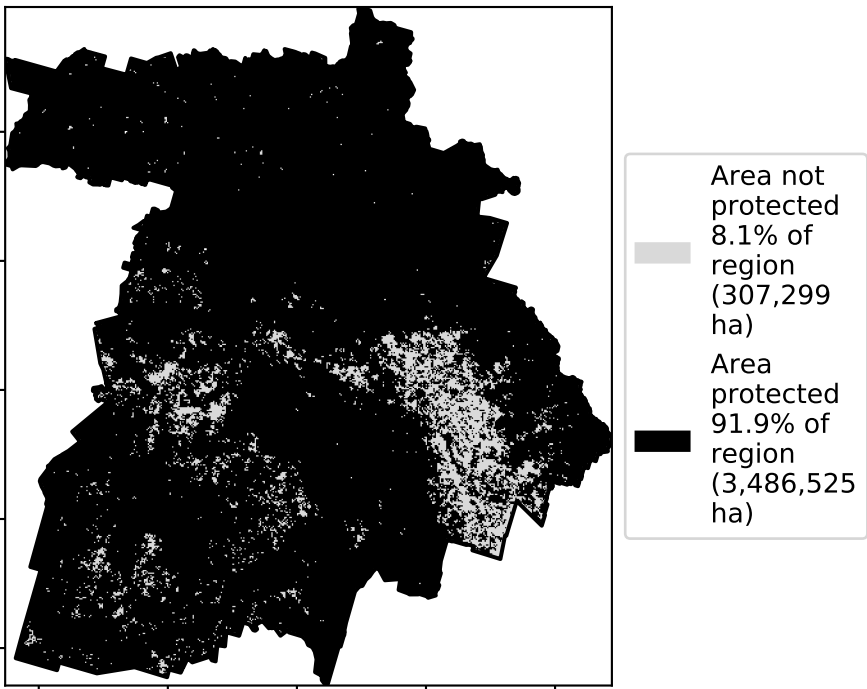 Area not
protected
8.1% of
region
(307,299
ha)
Area
protected
91.9% of
region
(3,486,525
ha)